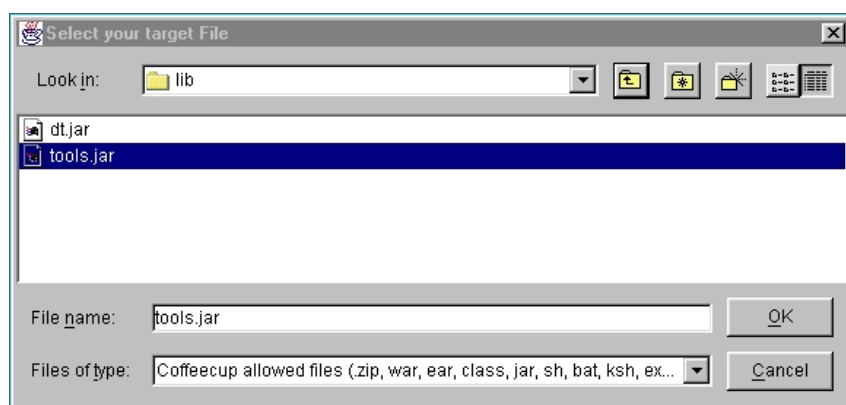 Select your target File
Look in:
lib
dt.jar
tools.jar
File name:
tools.jar
OK
Files of type:
Coffeecup allowed files (.zip, war, ear, class, jar, sh, bat, ksh, ex...
Cancel